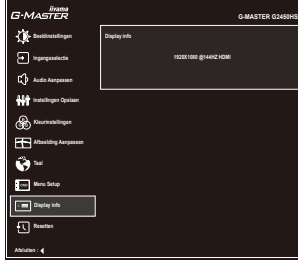 iiyama
G-MASTER
G-MASTER G2450HS
Beeldinstellingen
Display info
Ingangsselectie
1920X1080 @144HZ HDMI
Audio Aanpassen
Instellingen Opslaan
Kleurinstellingen
Afbeelding Aanpassen
Taal
OSD
Menu Setup
Display info
Resetten
Afsluiten :